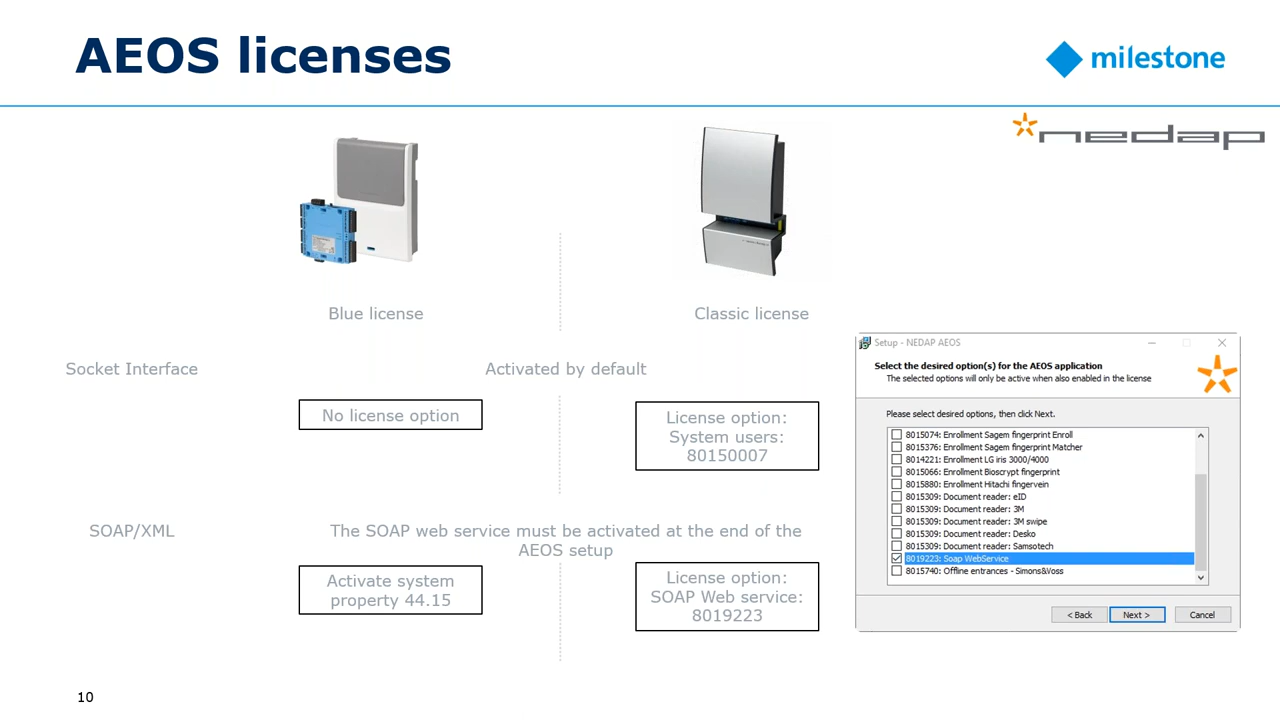 AEOS licenses
milestone
nedap
Blue license
Classic license
Socket Interface
Activated by default
No license option
License option:
System users:
80150007
SOAP/XML
The SOAP web service must be activated at the end of the
AEOS setup
Activate system
property 44.15
License option:
SOAP Web service:
8019223
Setup - NEDAP AEOS
Select the desired option(s) for the AEOS application
The selected options will only be active when also enabled in the license
Please select desired options, then click Next.
8015074: Enrollment Sagem fingerprint Enroll
8015376: Enrollment Sagem fingerprint Matcher
8014221: Enrollment LG iris 3000/4000
8015066: Enrollment Bioscrypt fingerprint
8015880: Enrollment Hitachi fingervein
8015309: Document reader: eID
8015309: Document reader: 3M
8015309: Document reader: 3M swipe
8015309: Document reader: Desko
8015309: Document reader: Samsotech
8019223: Soap WebService
8015740: Offline entrances - Simons&Voss
< Back
Next >
Cancel
10